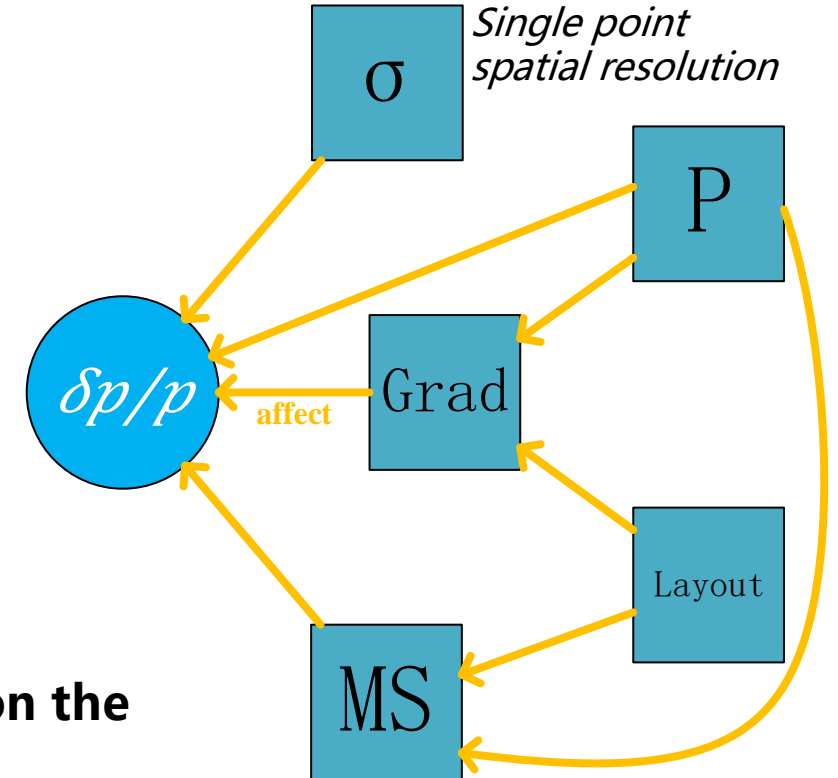 σ
Single point
spatial resolution
P
δp/p
affect
Grad
Layout
MS
on the